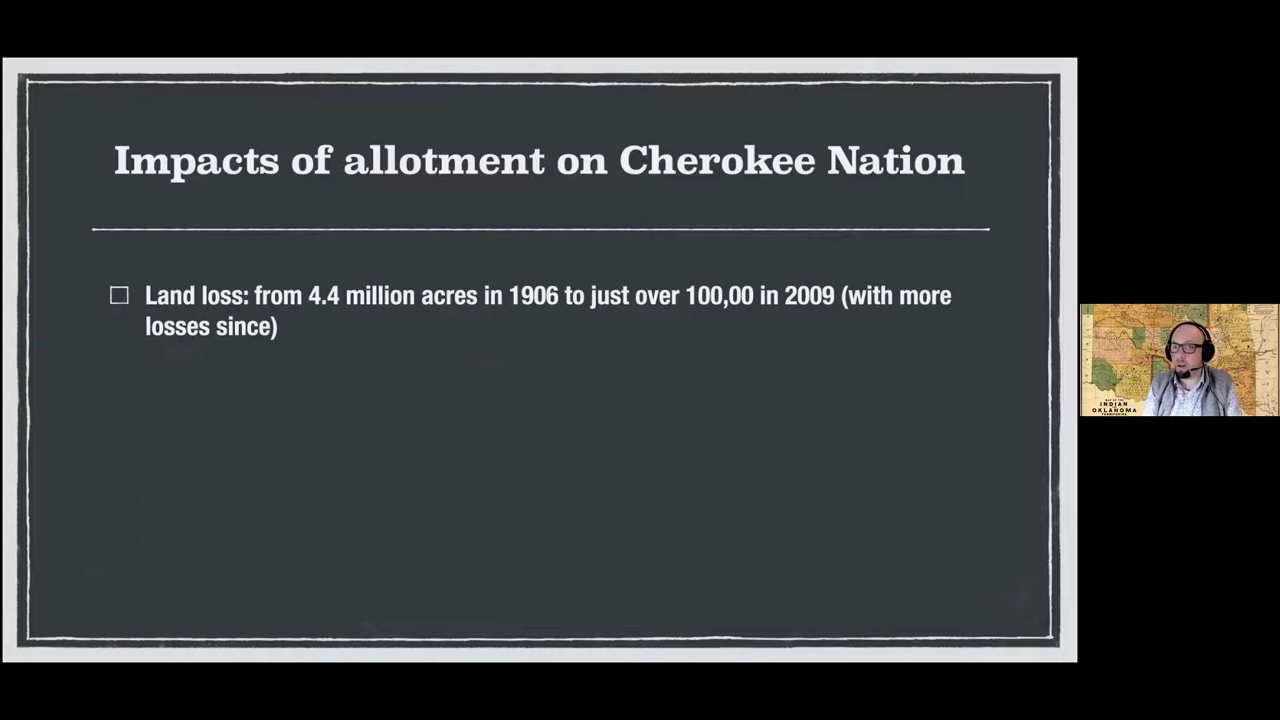 Impacts of allotment on Cherokee Nation
Land loss: from 4.4 million acres in 1906 to just over 100,00 in 2009 (with more
losses since)
INDIAN
OKLAHOMA